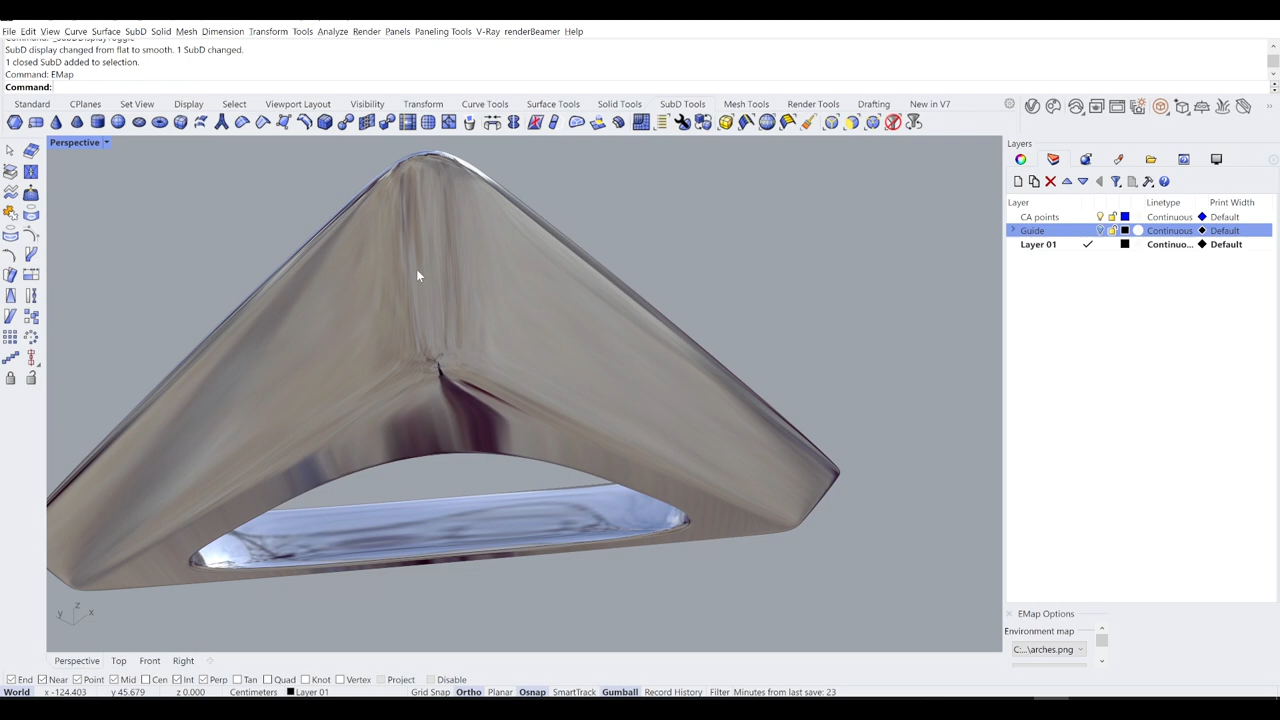 File Edit View Curve Surface SubD Solid Mesh Dimension Transform Tools Analyze Render Panels Paneling Tools V-Ray renderBeamer Help
SubD display changed from flat to smooth. 1 SubD changed.
1 closed SubD added to selection.
Command: EMap
Command:
Standard CPlanes Set View Display Select Viewport Layout Visibility Transform Curve Tools Surface Tools Solid Tools SubD Tools Mesh Tools Render Tools Drafting New in V7
Perspective
Layers
Layer Linetype Print Width
CA points Continuous Default
Guide Continuous Default
Layer 01 Continuo... Default
z
y x
EMap Options
Environment map
C:...\arches.png
Perspective Top Front Right
End Near Point Mid Cen Int Perp Tan Quad Knot Vertex Project Disable
World x -124.403 y 45.679 z 0.000 Centimeters Layer 01 Grid Snap Ortho Planar Osnap SmartTrack Gumball Record History Filter Minutes from last save: 23